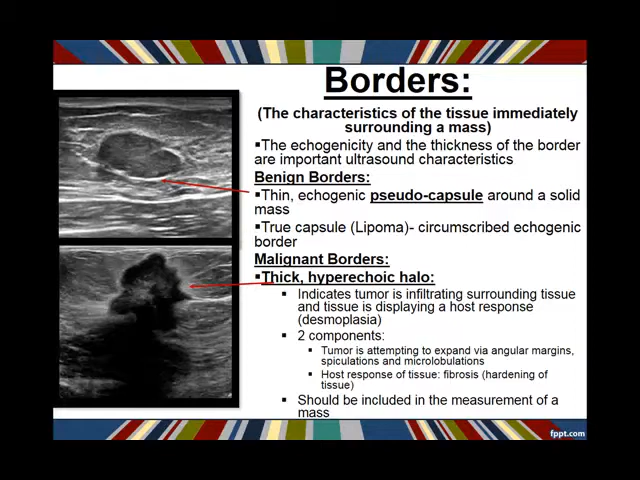 Borders:
(The characteristics of the tissue immediately
surrounding a mass)
▪The echogenicity and the thickness of the border
are important ultrasound characteristics
Benign Borders:
▪Thin, echogenic pseudo-capsule around a solid
mass
▪True capsule (Lipoma)- circumscribed echogenic
border
Malignant Borders:
▪Thick, hyperechoic halo:
▪ Indicates tumor is infiltrating surrounding tissue
and tissue is displaying a host response
(desmoplasia)
▪ 2 components:
▪ Tumor is attempting to expand via angular margins,
spiculations and microlobulations
▪ Host response of tissue: fibrosis (hardening of
tissue)
▪ Should be included in the measurement of a
mass
fppt.com